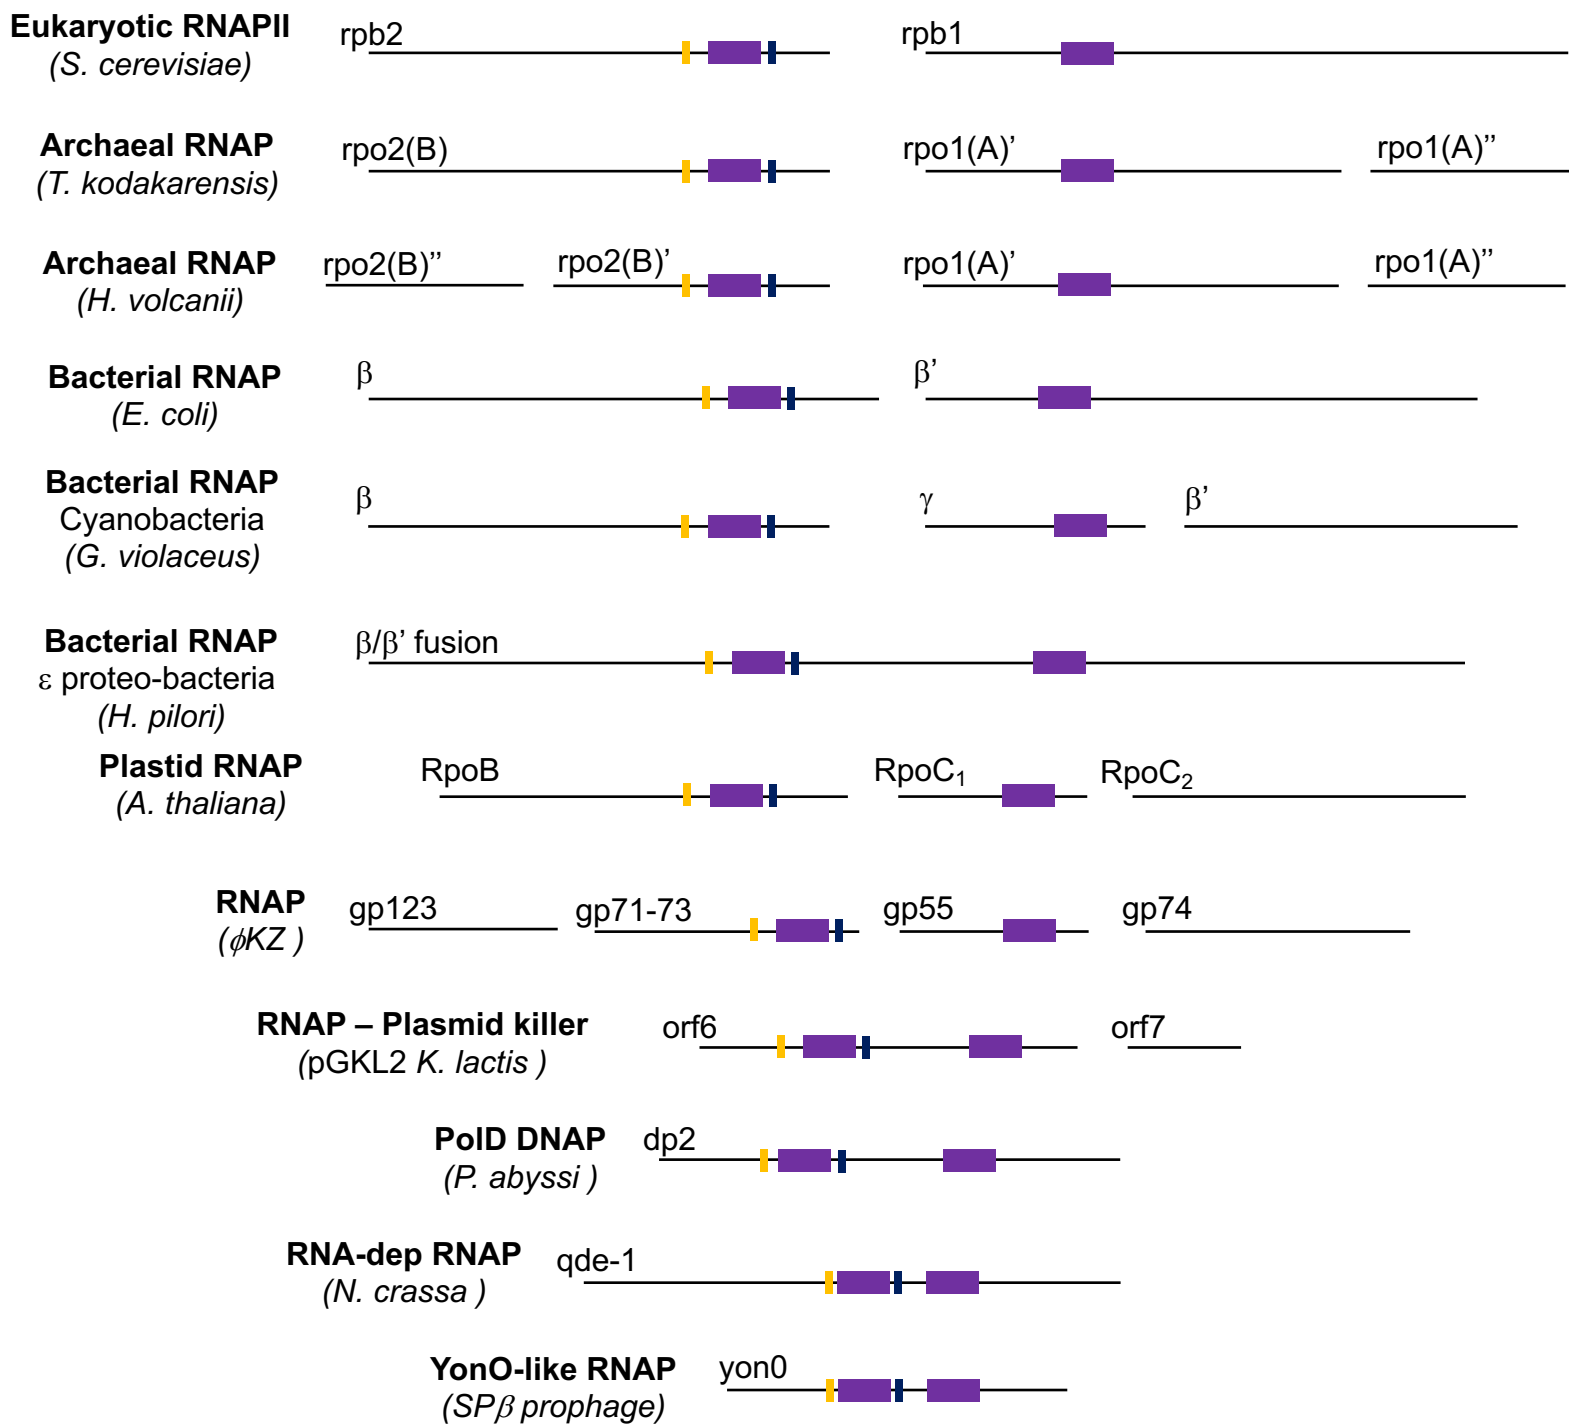 Eukaryotic RNAPII
(S. cerevisiae)
rpb2
rpb1
Archaeal RNAP
(T. kodakarensis)
rpo2(B)
rpo1(A)’
rpo1(A)’’
Archaeal RNAP
(H. volcanii)
rpo2(B)’’
rpo2(B)’
rpo1(A)’
rpo1(A)’’
Bacterial RNAP
(E. coli)
β
β’
Bacterial RNAP
Cyanobacteria
(G. violaceus)
β
γ
β’
Bacterial RNAP
ε proteo-bacteria
(H. pilori)
β/β’ fusion
Plastid RNAP
(A. thaliana)
RpoB
RpoC₁
RpoC₂
RNAP
(ϕKZ )
gp123
gp71-73
gp55
gp74
RNAP – Plasmid killer
(pGKL2 K. lactis )
orf6
orf7
PolD DNAP
(P. abyssi )
dp2
RNA-dep RNAP
(N. crassa )
qde-1
YonO-like RNAP
(SPβ prophage)
yon0